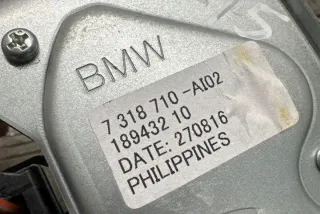 BMW
7 318 710 -AI02
189432 10
DATE: 270816
PHILIPPINES